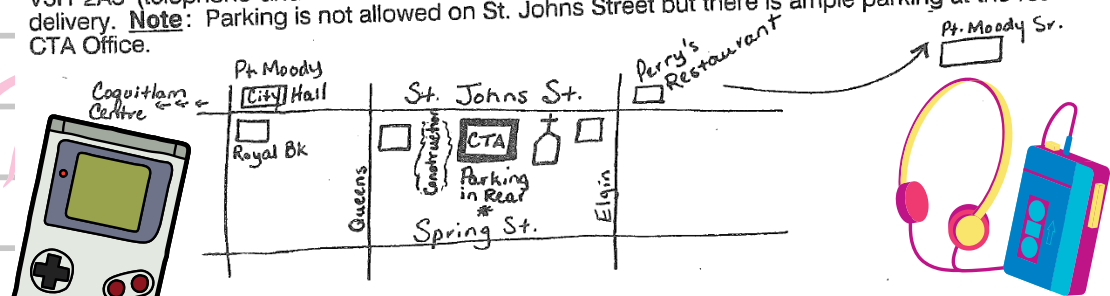 delivery. Note: Parking is not allowed on St. Johns Street but there is ample parking at the
CTA Office.
Pt. Moody Sr.
Perry's
Restaurant
Pt. Moody
City Hall
Coquitlam
Centre
St. Johns St.
Royal Bk
Construction
CTA
Parking
in Rear
*
Queens
Elgin
Spring St.